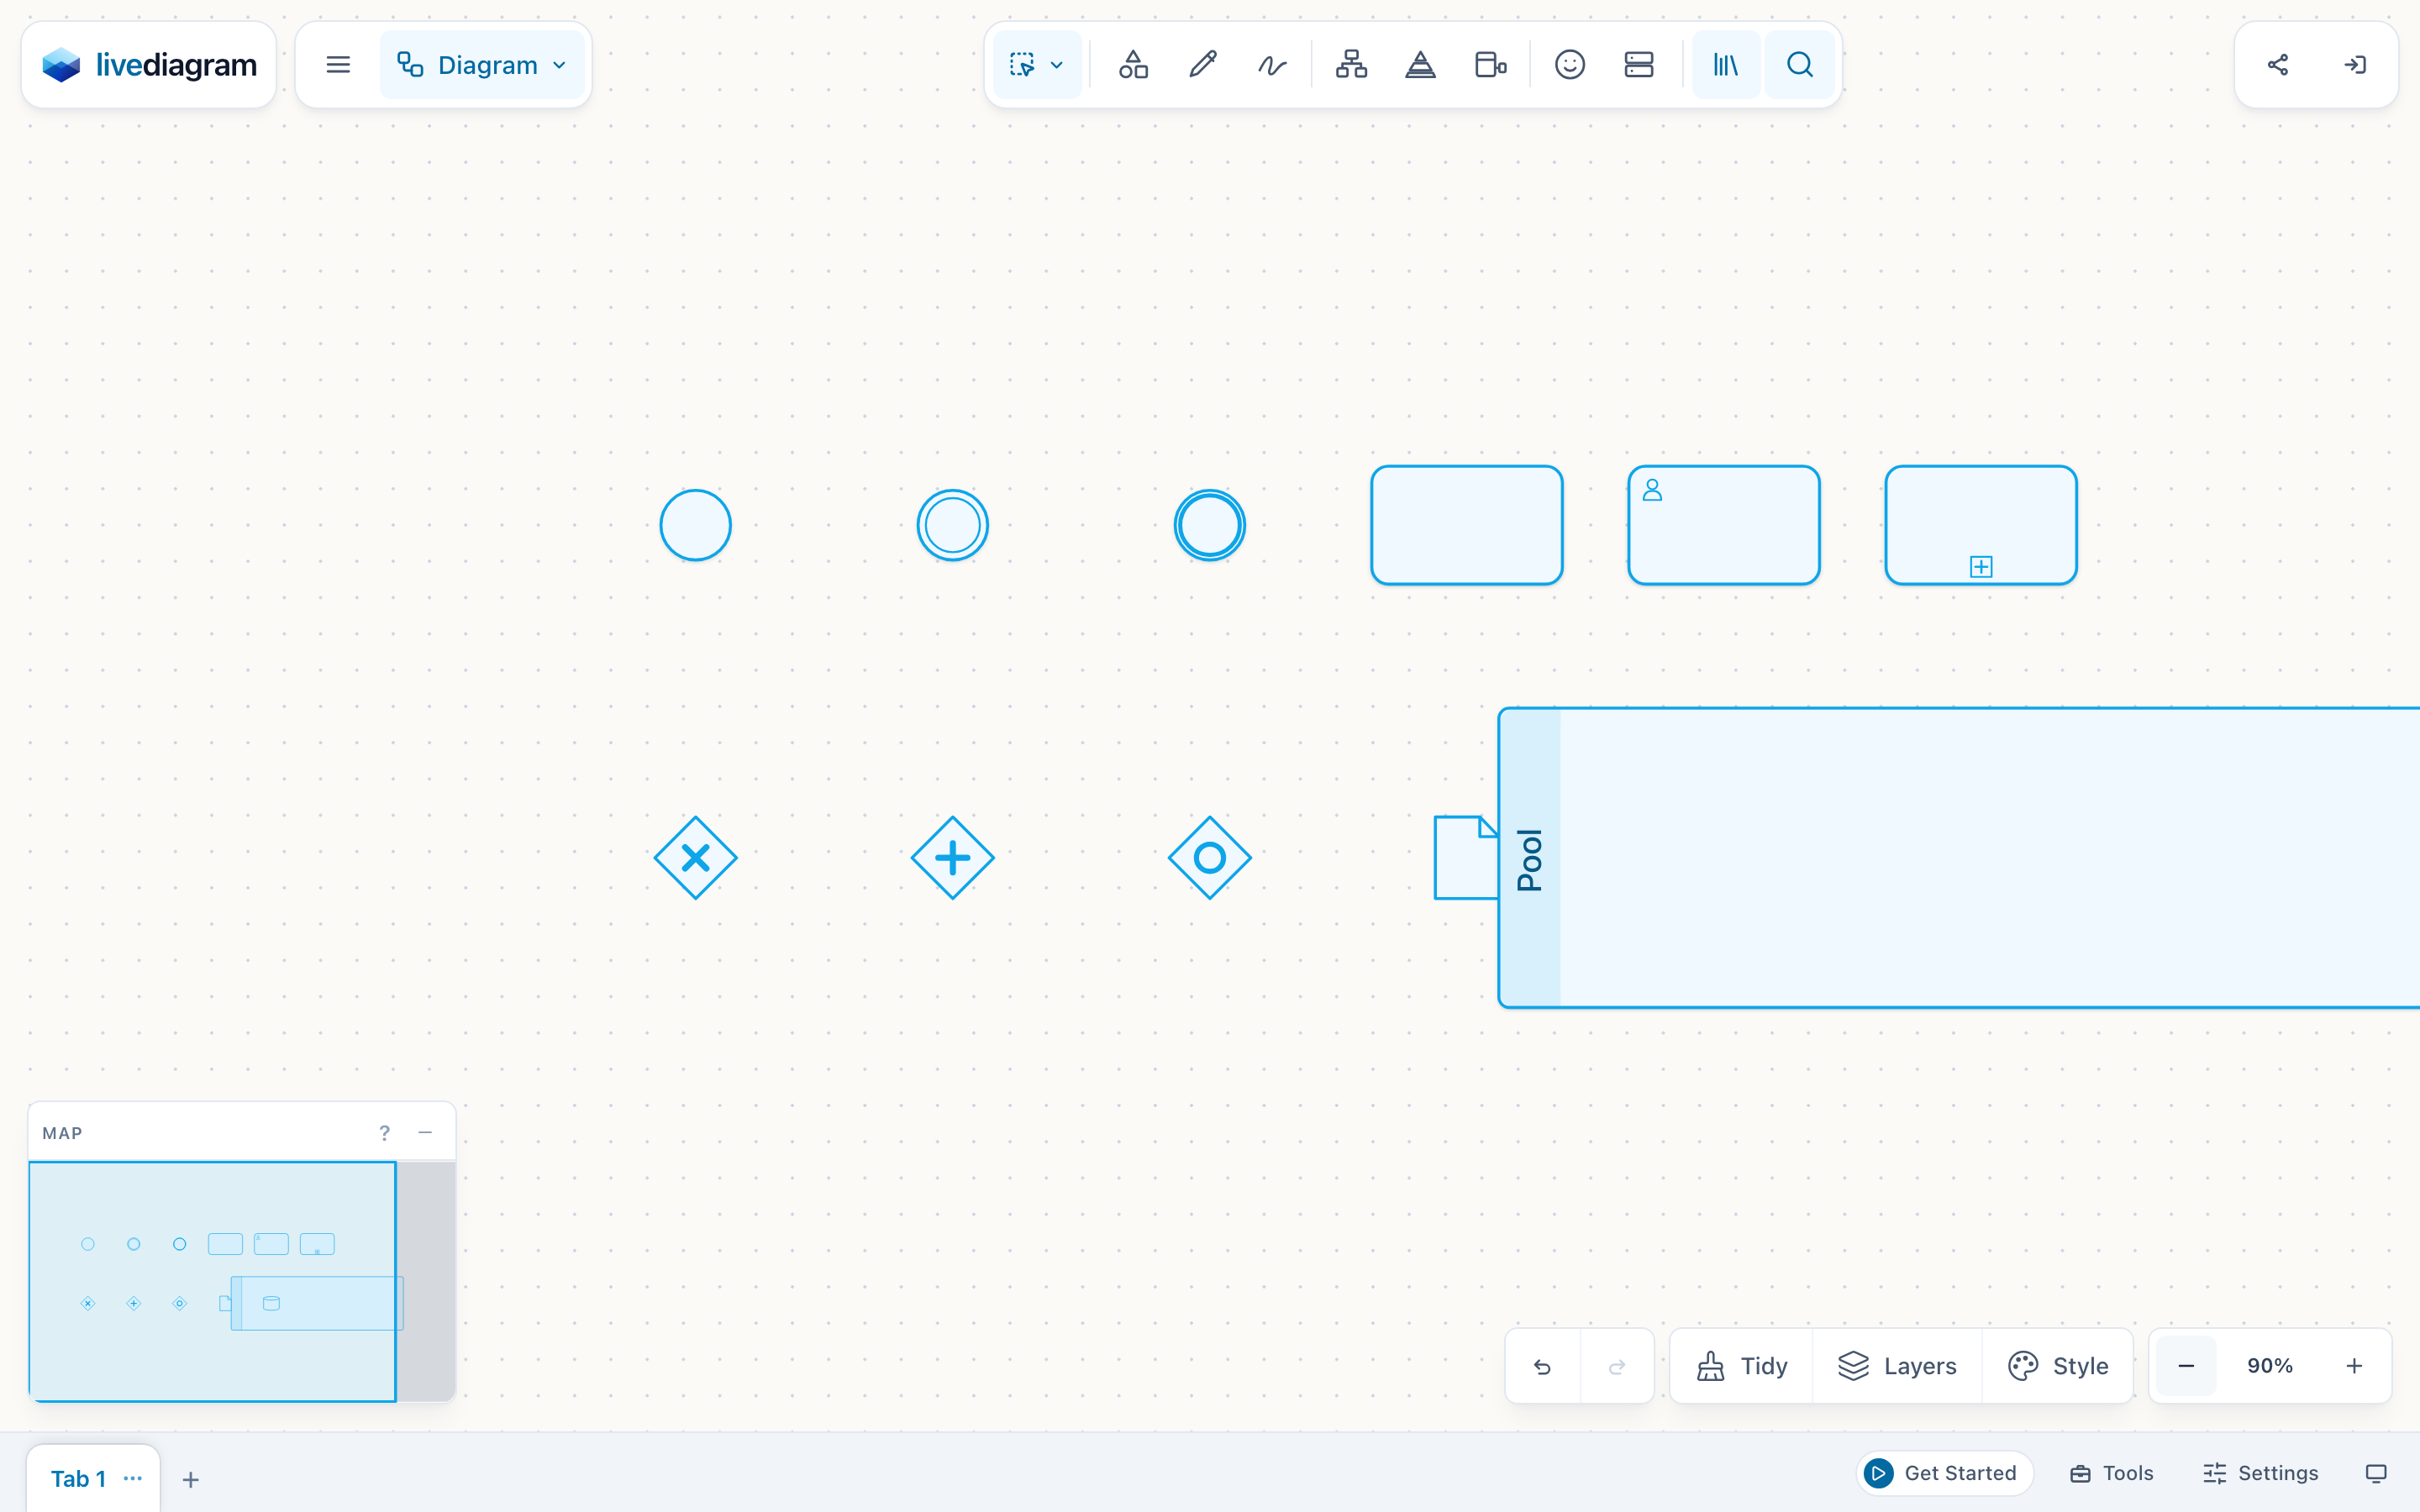 livediagram
Diagram
Pool
MAP
?
Tidy
Layers
Style
90%
Tab 1
Get Started
Tools
Settings